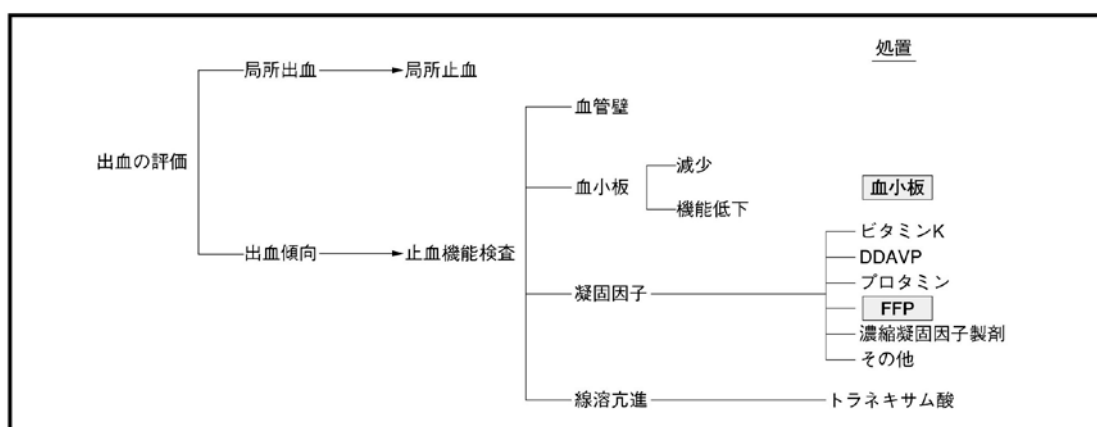 処置
局所出血
局所止血
血管壁
出血の評価
減少
血小板
血小板
機能低下
ビタミンK
出血傾向
止血機能検査
DDAVP
プロタミン
凝固因子
FFP
濃縮凝固因子製剤
その他
線溶亢進
トラネキサム酸